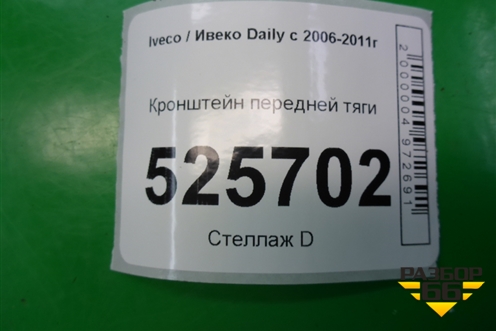 Iveco / Ивеко Daily с 2006-2011г
Кронштейн передней тяги
525702
Стеллаж D
2000004972691
РАЗБОР
66